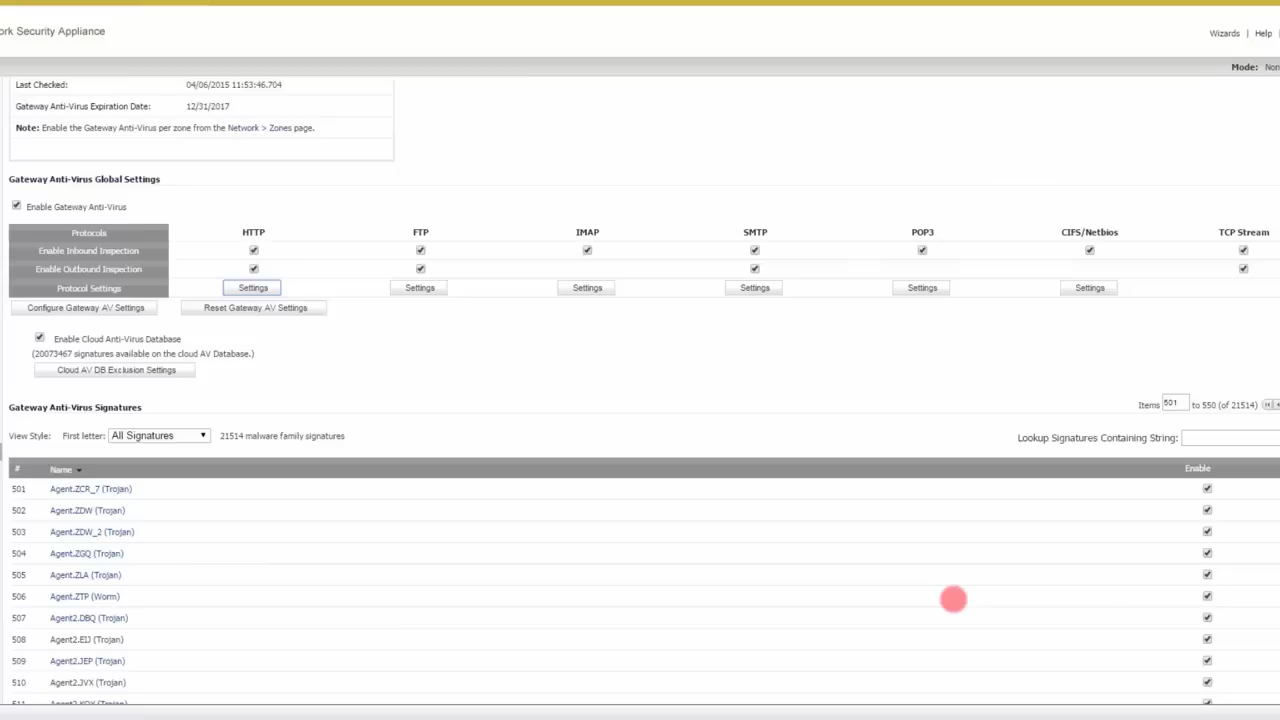 ork Security Appliance
Wizards | Help |
Mode: Non
Last Checked: 04/06/2015 11:53:46.704
Gateway Anti-Virus Expiration Date: 12/31/2017
Note: Enable the Gateway Anti-Virus per zone from the Network > Zones page.
Gateway Anti-Virus Global Settings
Enable Gateway Anti-Virus
Protocols HTTP FTP IMAP SMTP POP3 CIFS/Netbios TCP Stream
Enable Inbound Inspection
Enable Outbound Inspection
Protocol Settings Settings Settings Settings Settings Settings Settings
Configure Gateway AV Settings Reset Gateway AV Settings
Enable Cloud Anti-Virus Database
(20073467 signatures available on the cloud AV Database.)
Cloud AV DB Exclusion Settings
Gateway Anti-Virus Signatures Items 501 to 550 (of 21514)
View Style: First letter: All Signatures 21514 malware family signatures Lookup Signatures Containing String:
# Name Enable
501 Agent.ZCR_7 (Trojan)
502 Agent.ZDW (Trojan)
503 Agent.ZDW_2 (Trojan)
504 Agent.ZGQ (Trojan)
505 Agent.ZLA (Trojan)
506 Agent.ZTP (Worm)
507 Agent2.DBQ (Trojan)
508 Agent2.EIJ (Trojan)
509 Agent2.JEP (Trojan)
510 Agent2.JVX (Trojan)